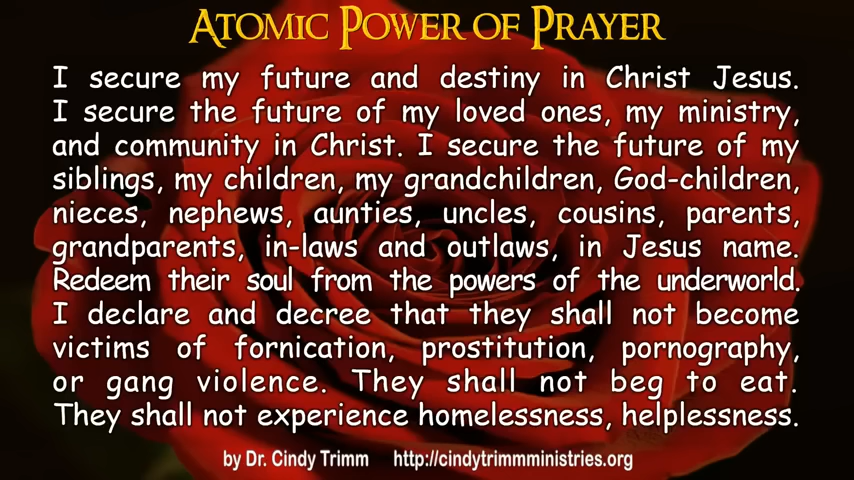 Atomic Power of Prayer
I secure my future and destiny in Christ Jesus.
I secure the future of my loved ones, my ministry,
and community in Christ. I secure the future of my
siblings, my children, my grandchildren, God-children,
nieces, nephews, aunties, uncles, cousins, parents,
grandparents, in-laws and outlaws, in Jesus name.
Redeem their soul from the powers of the underworld.
I declare and decree that they shall not become
victims of fornication, prostitution, pornography,
or gang violence. They shall not beg to eat.
They shall not experience homelessness, helplessness.
by Dr. Cindy Trimm http://cindytrimmministries.org